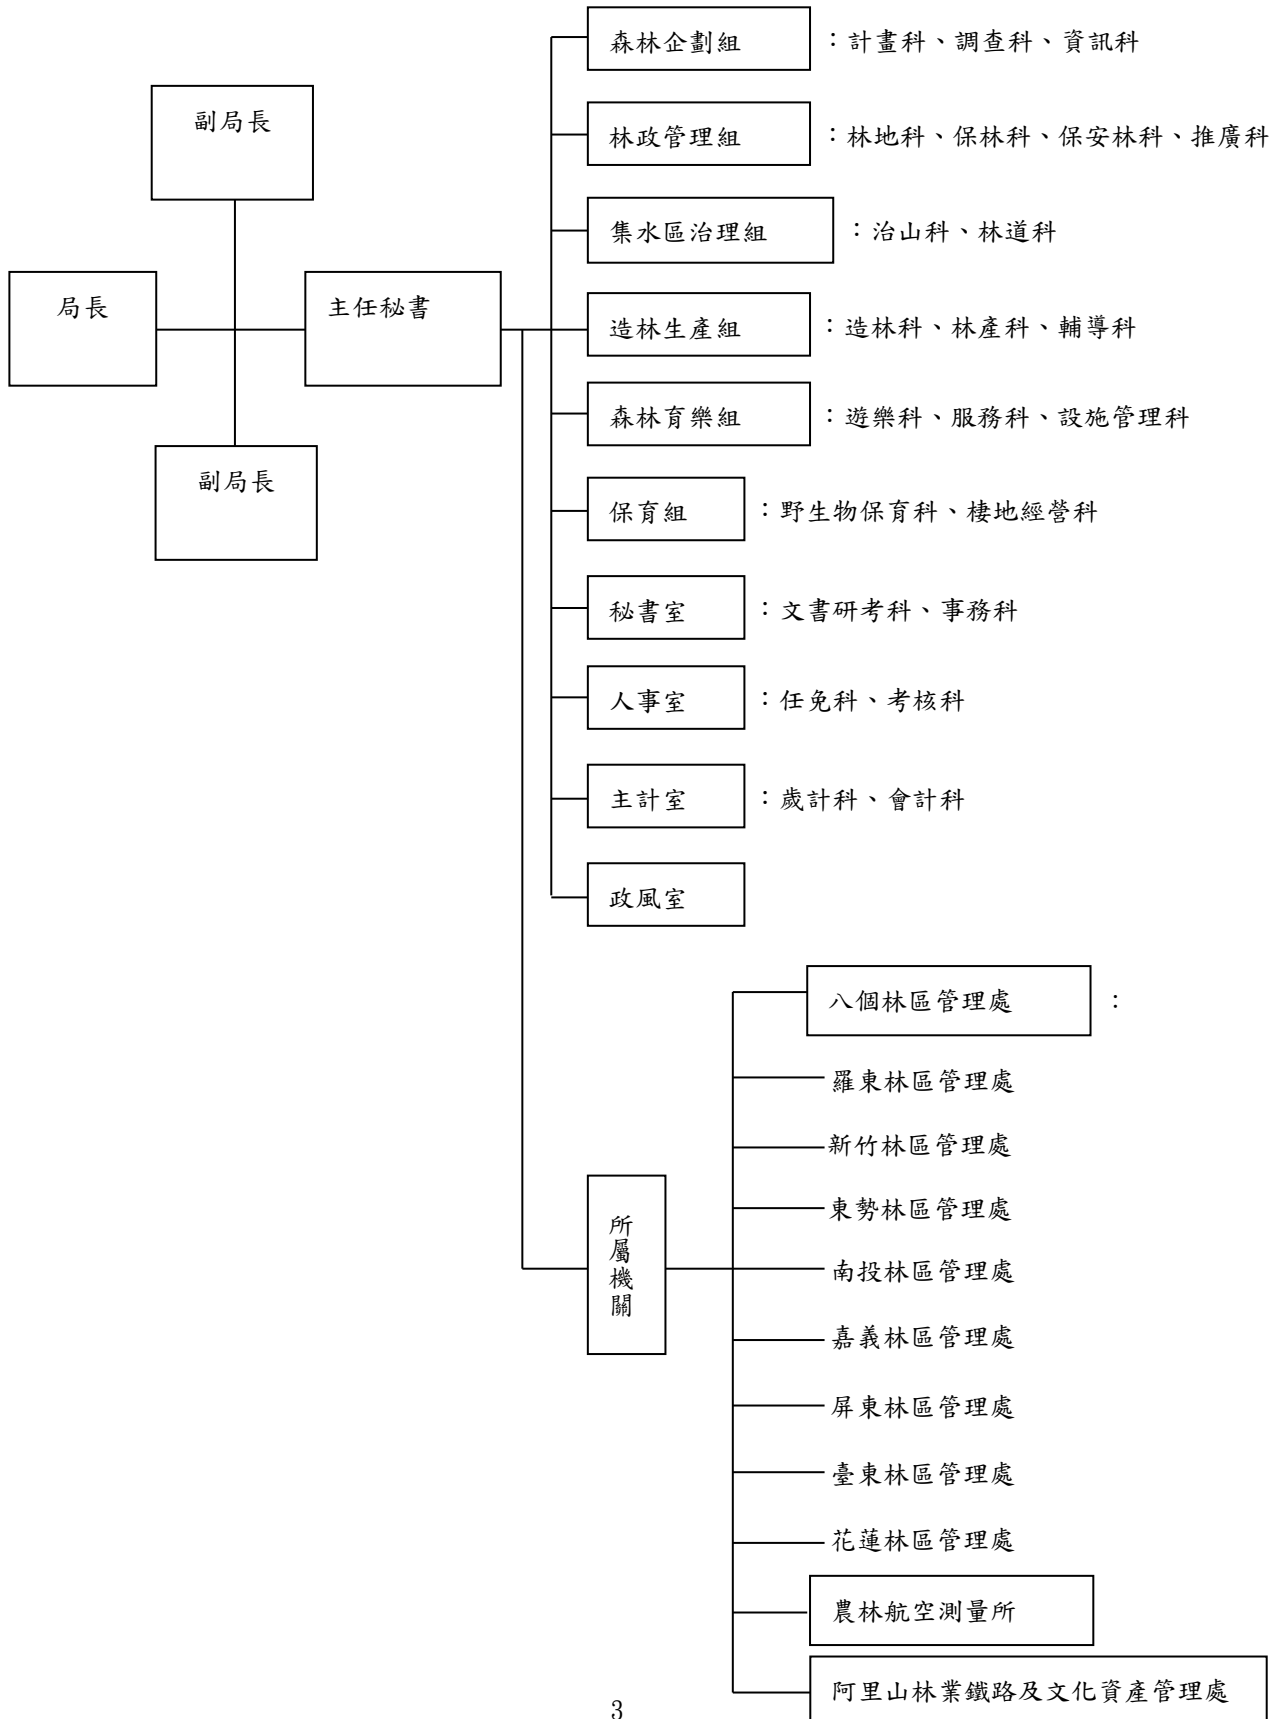 森林企劃組 ：計畫科、調查科、資訊科
副局長
林政管理組 ：林地科、保林科、保安林科、推廣科
集水區治理組 ：治山科、林道科
局長
主任秘書
造林生產組 ：造林科、林產科、輔導科
森林育樂組 ：遊樂科、服務科、設施管理科
副局長
保育組 ：野生物保育科、棲地經營科
秘書室 ：文書研考科、事務科
人事室 ：任免科、考核科
主計室 ：歲計科、會計科
政風室
所屬機關
八個林區管理處 ：
羅東林區管理處
新竹林區管理處
東勢林區管理處
南投林區管理處
嘉義林區管理處
屏東林區管理處
臺東林區管理處
花蓮林區管理處
農林航空測量所
阿里山林業鐵路及文化資產管理處
3